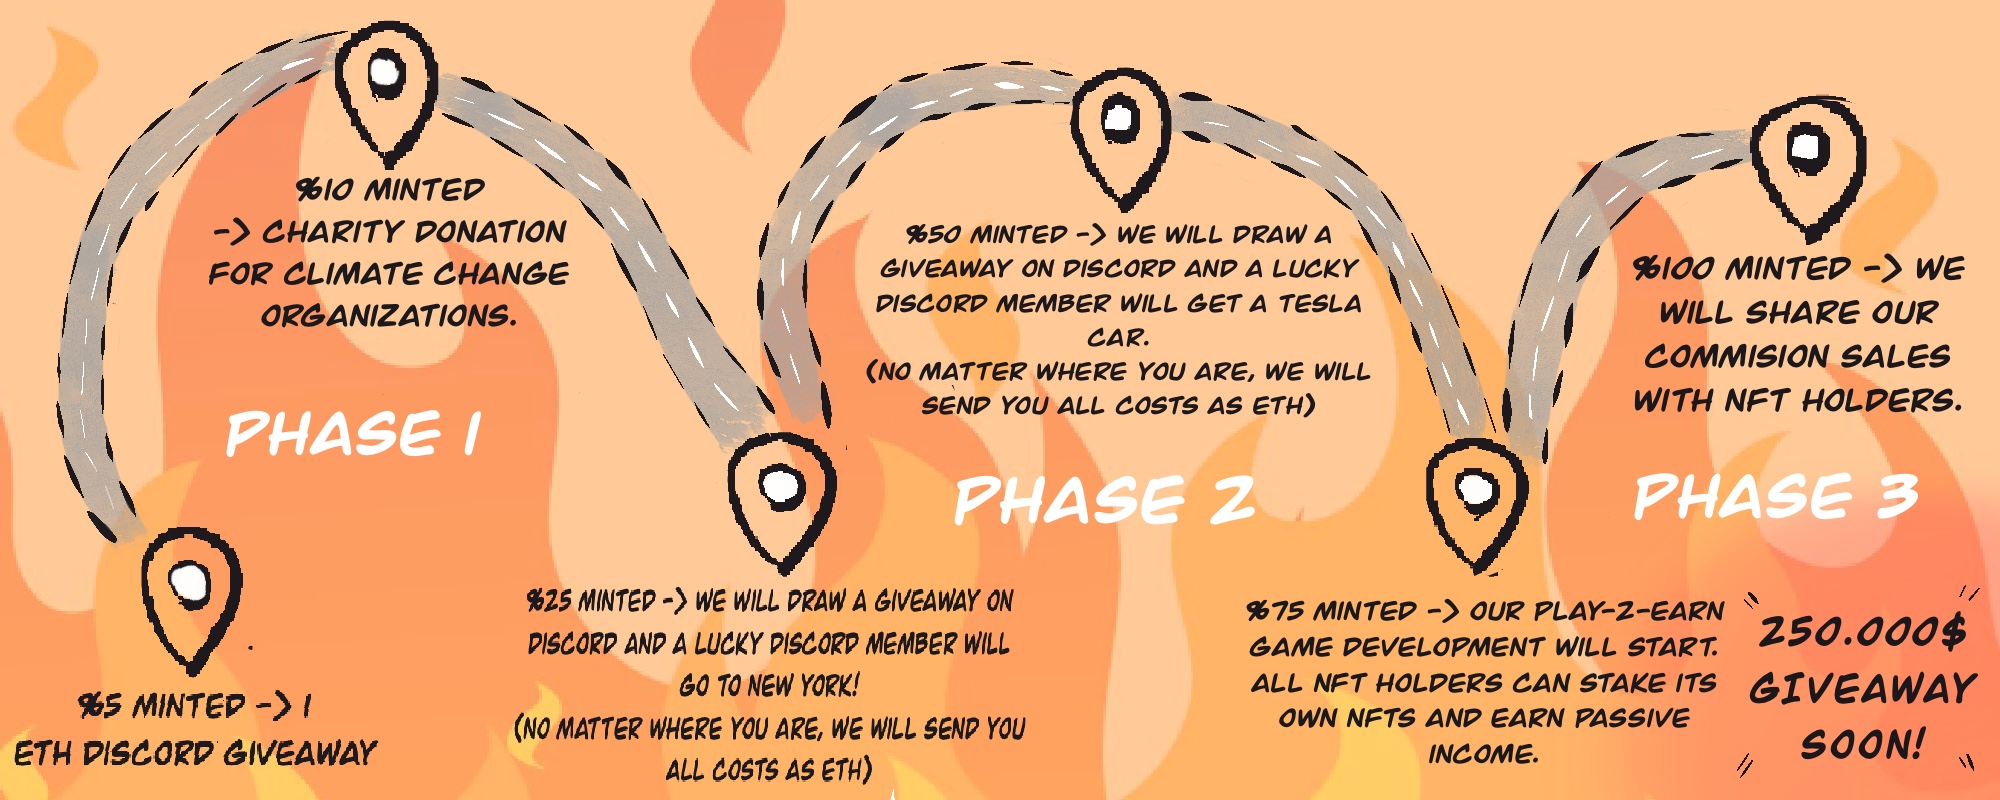 %5 MINTED -> 1
ETH DISCORD GIVEAWAY
%10 MINTED
-> CHARITY DONATION
FOR CLIMATE CHANGE
ORGANIZATIONS.
PHASE 1
%25 MINTED -> WE WILL DRAW A GIVEAWAY ON
DISCORD AND A LUCKY DISCORD MEMBER WILL
GO TO NEW YORK!
(NO MATTER WHERE YOU ARE, WE WILL SEND YOU
ALL COSTS AS ETH)
%50 MINTED -> WE WILL DRAW A
GIVEAWAY ON DISCORD AND A LUCKY
DISCORD MEMBER WILL GET A TESLA
CAR.
(NO MATTER WHERE YOU ARE, WE WILL
SEND YOU ALL COSTS AS ETH)
PHASE 2
%75 MINTED -> OUR PLAY-2-EARN
GAME DEVELOPMENT WILL START.
ALL NFT HOLDERS CAN STAKE ITS
OWN NFTS AND EARN PASSIVE
INCOME.
%100 MINTED -> WE
WILL SHARE OUR
COMMISION SALES
WITH NFT HOLDERS.
PHASE 3
250.000$
GIVEAWAY
SOON!